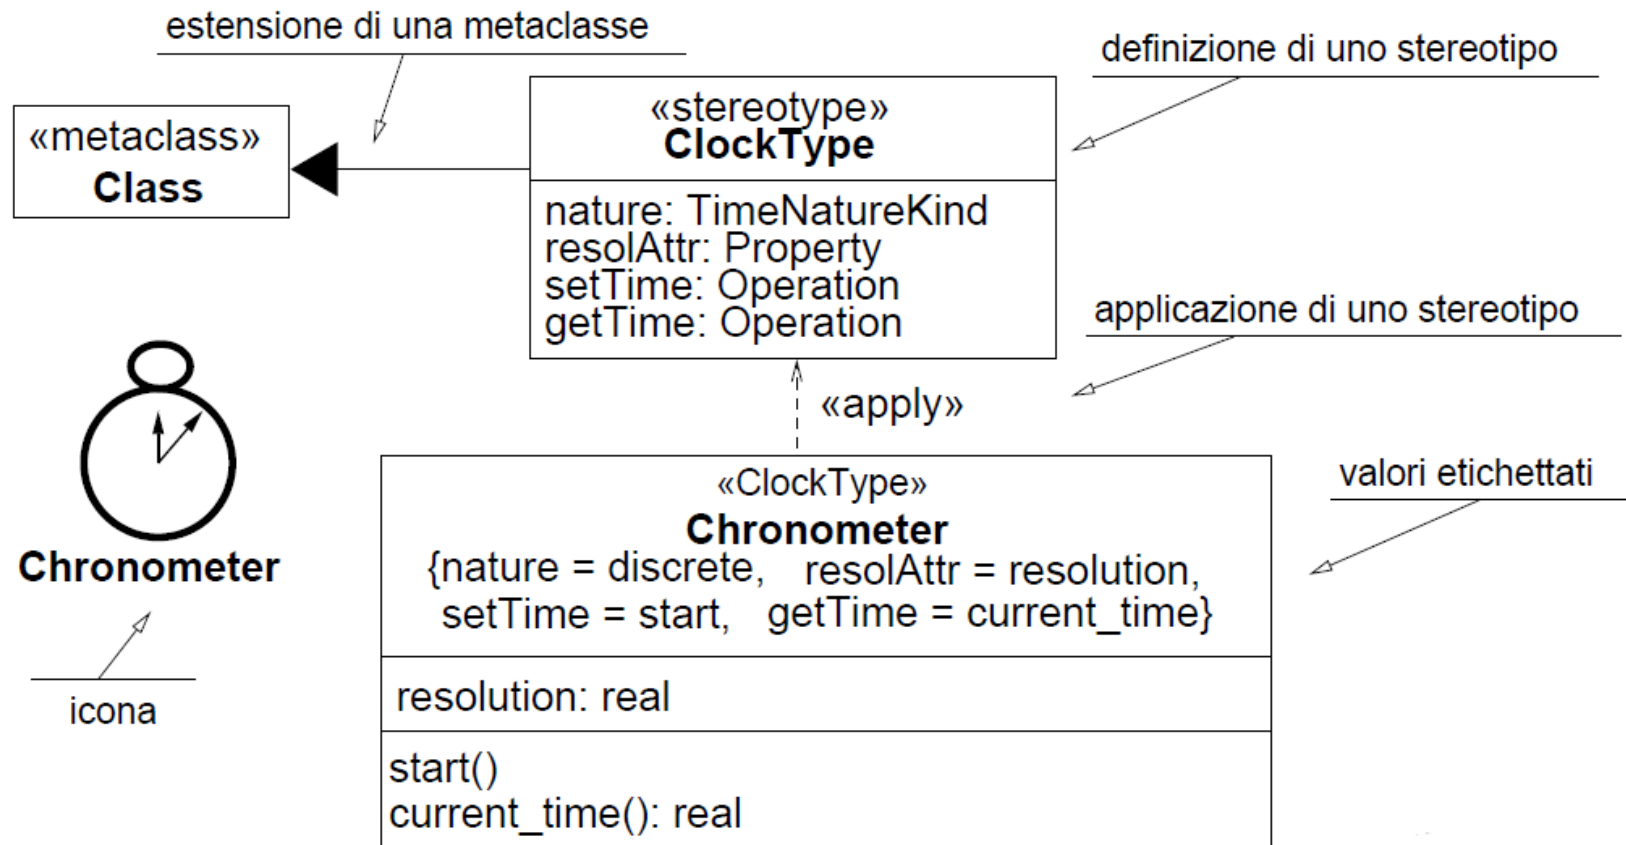 estensione di una metaclasse
definizione di uno stereotipo
«metaclass»
Class
«stereotype»
ClockType
nature: TimeNatureKind
resolAttr: Property
setTime: Operation
getTime: Operation
applicazione di uno stereotipo
«apply»
valori etichettati
«ClockType»
Chronometer
{nature = discrete, resolAttr = resolution,
setTime = start, getTime = current_time}
resolution: real
start()
current_time(): real
Chronometer
icona